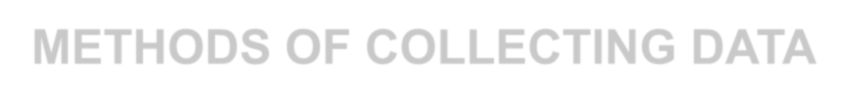 METHODS OF COLLECTING DATA